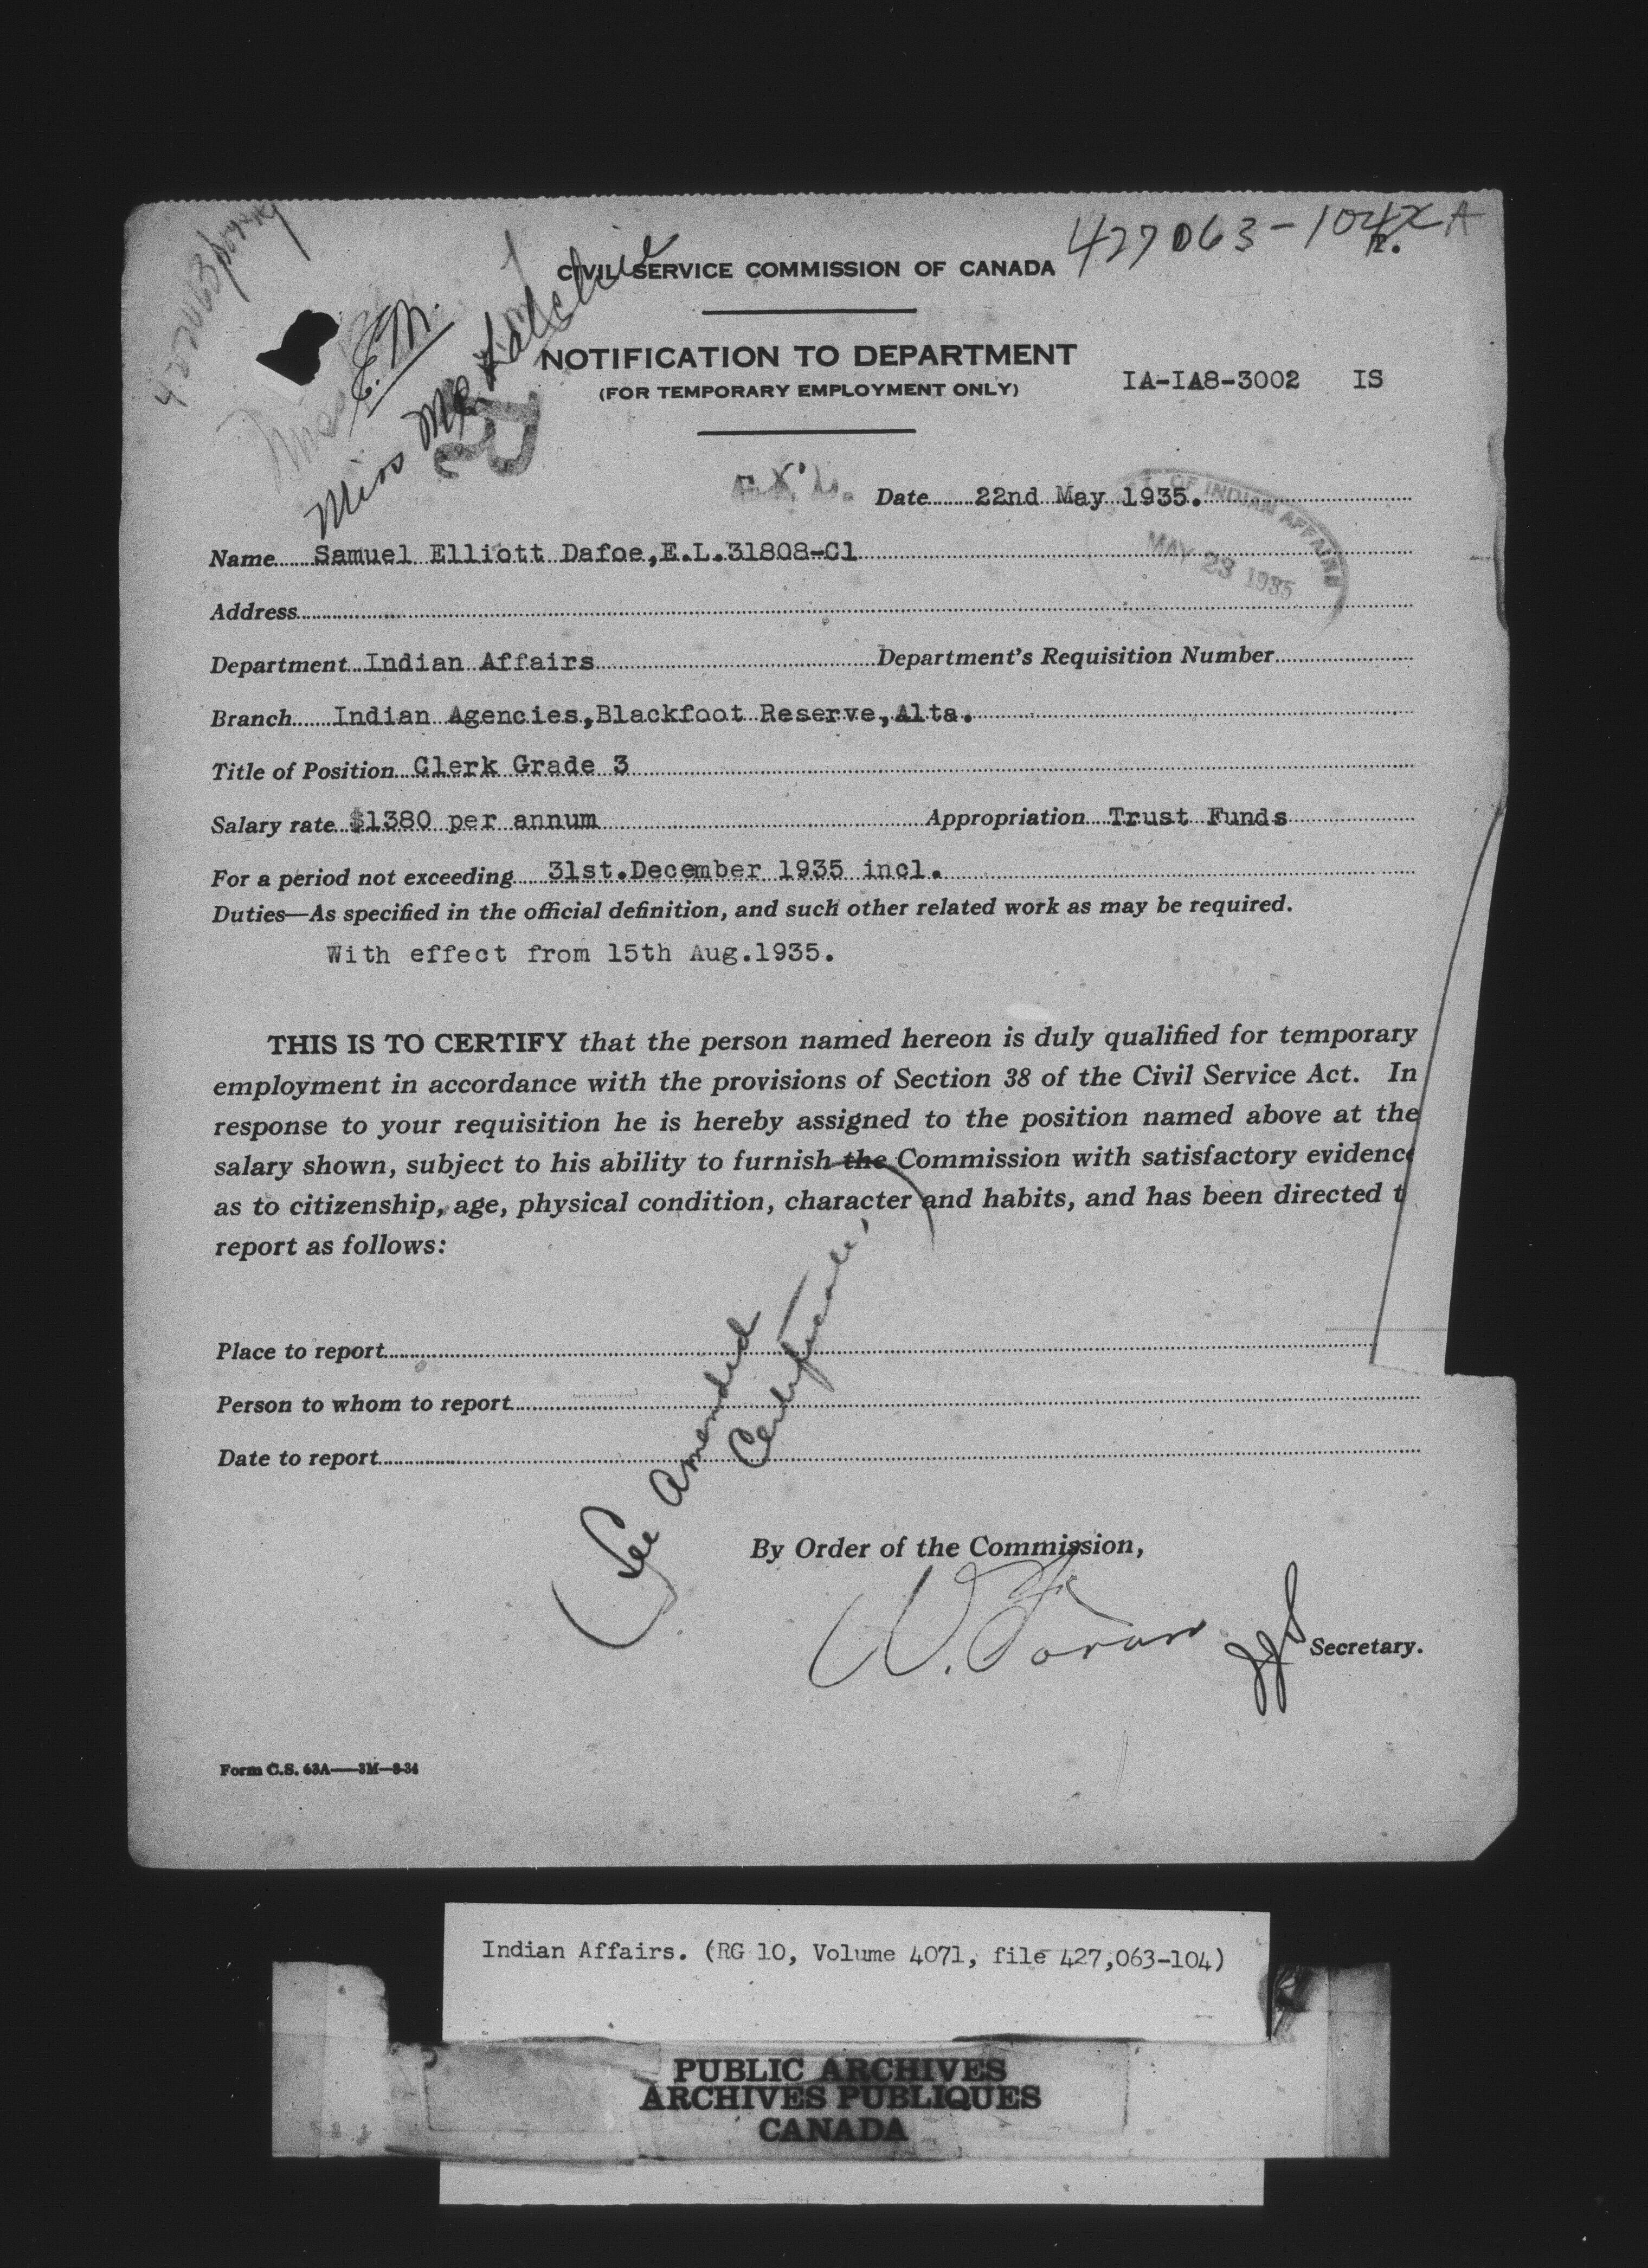 427063-104
A
CIVIL SERVICE COMMISSION OF CANADA
E.M.
Miss
NOTIFICATION TO DEPARTMENT
(FOR TEMPORARY EMPLOYMENT ONLY)
IA-IA8-3002 IS
Date 22nd May 1935.
OF INDIAN AFFAIRS
MAY 23 1935
Name Samuel Elliott Dafoe,E.L.31808-C1
Address
Department Indian Affairs Department's Requisition Number
Branch Indian Agencies,Blackfoot Reserve,Alta.
Title of Position Clerk Grade 3
Salary rate $1380 per annum Appropriation Trust Funds
For a period not exceeding 31st.December 1935 incl.
Duties—As specified in the official definition, and such other related work as may be required.
With effect from 15th Aug.1935.
THIS IS TO CERTIFY that the person named hereon is duly qualified for temporary
employment in accordance with the provisions of Section 38 of the Civil Service Act. In
response to your requisition he is hereby assigned to the position named above at the
salary shown, subject to his ability to furnish the Commission with satisfactory evidence
as to citizenship, age, physical condition, character and habits, and has been directed t
report as follows:
Place to report
Person to whom to report
Date to report
See amended
Certificate
By Order of the Commission,
W. Foran
Secretary.
Form C.S. 63A—3M—8-34
Indian Affairs. (RG 10, Volume 4071, file 427,063-104)
PUBLIC ARCHIVES
ARCHIVES PUBLIQUES
CANADA